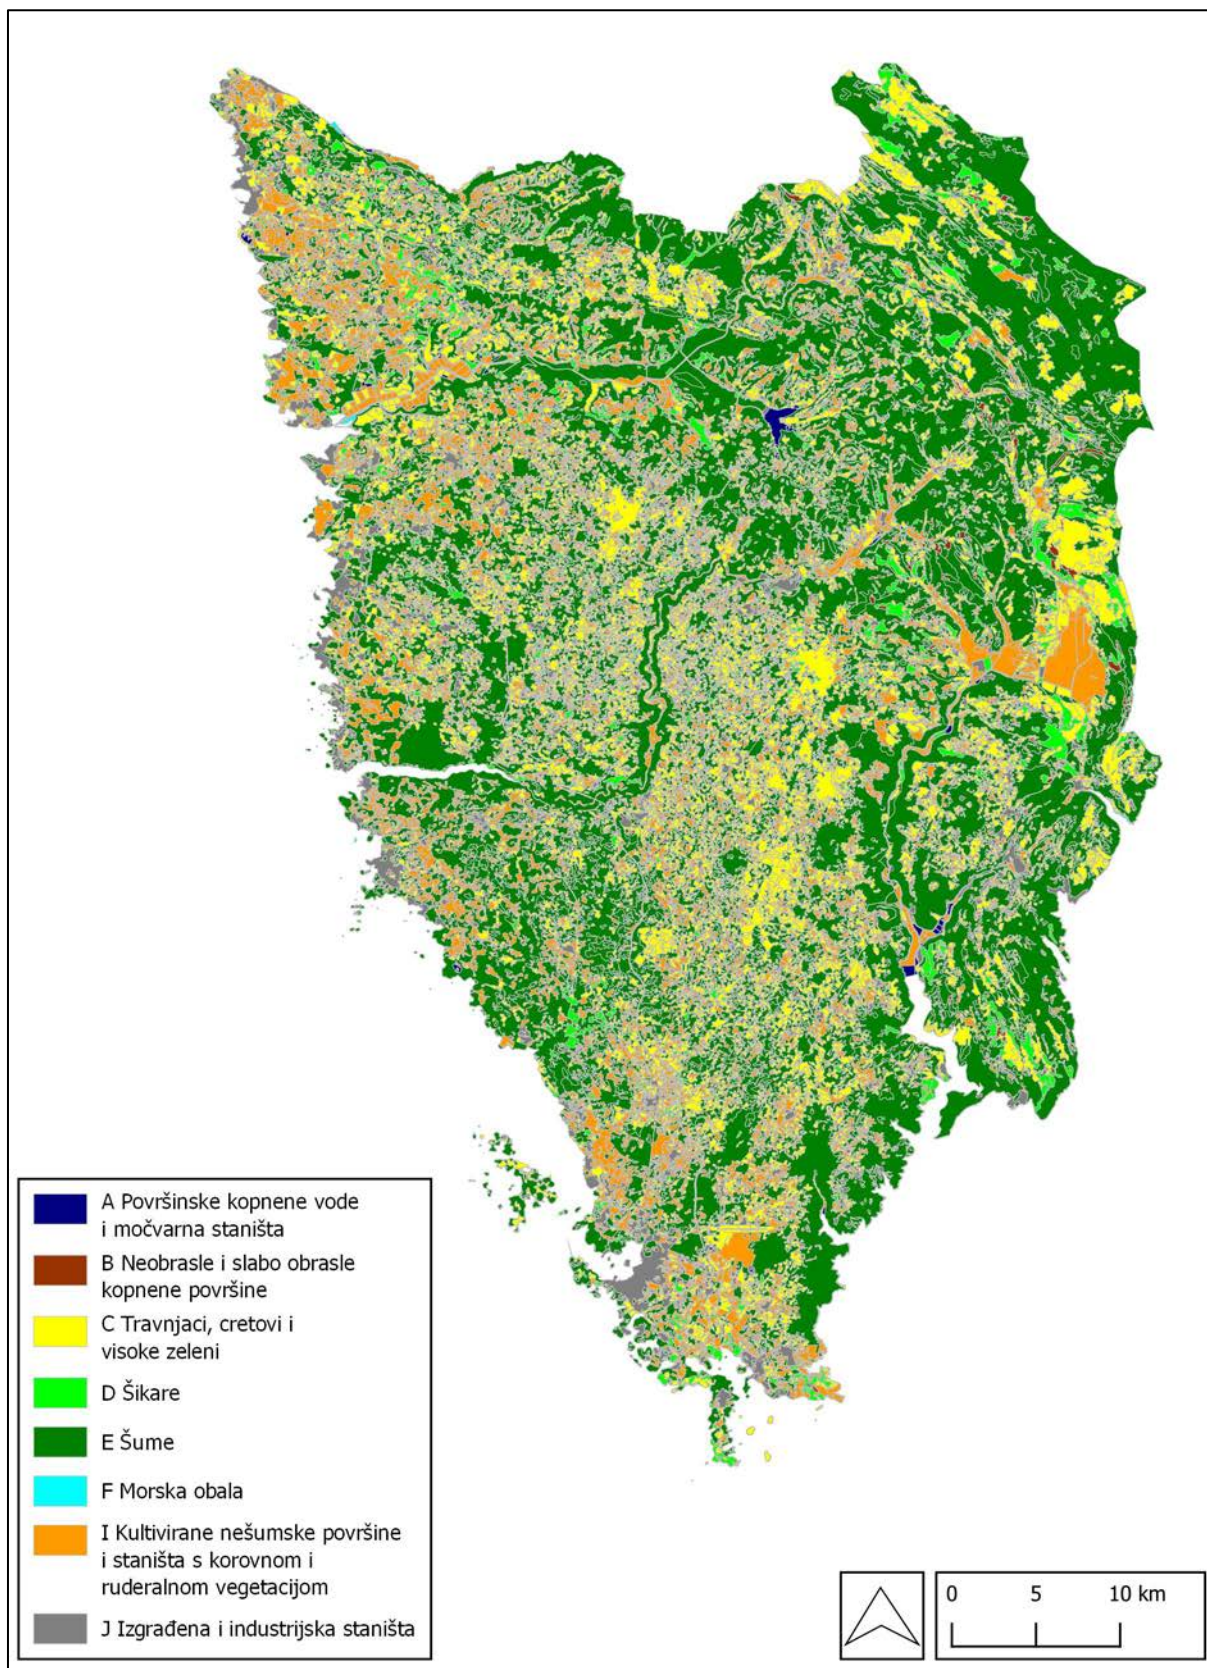 A Površinske kopnene vode
i močvarna staništa
B Neobrasle i slabo obrasle
kopnene površine
C Travnjaci, cretovi i
visoke zeleni
D Šikare
E Šume
F Morska obala
I Kultivirane nešumske površine
i staništa s korovnom i
ruderalnom vegetacijom
J Izgrađena i industrijska staništa
0 5 10 km